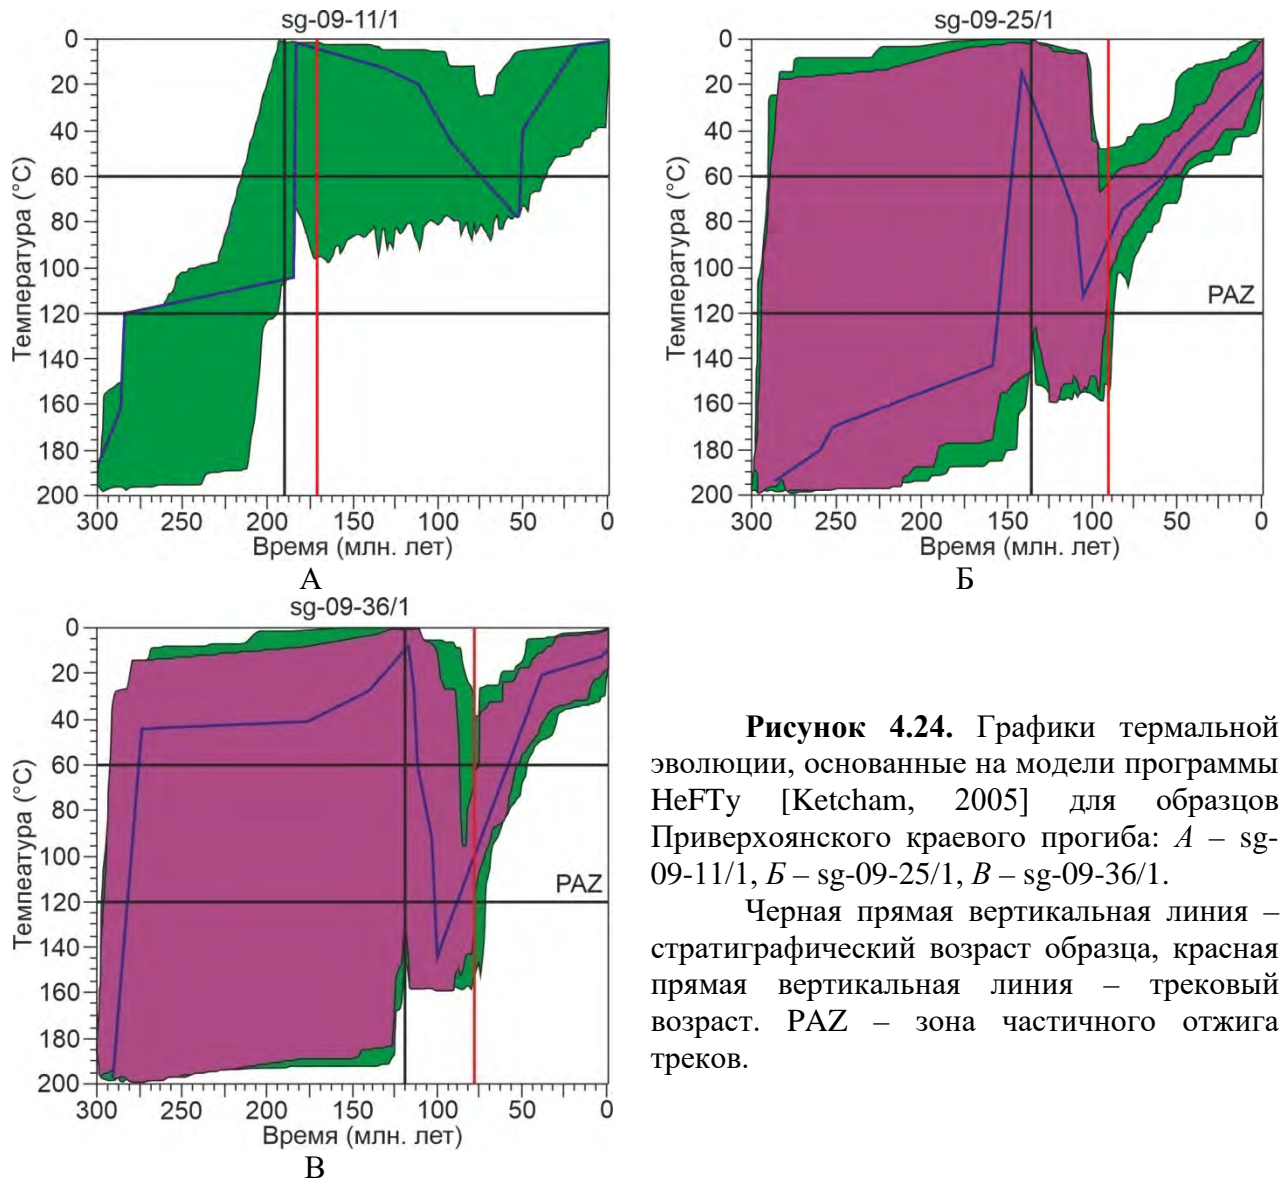 sg-09-11/1
0
20
40
60
80
100
120
140
160
180
200
Температура (°C)
300 250 200 150 100 50 0
Время (млн. лет)
А
sg-09-25/1
0
20
40
60
80
100
120
140
160
180
200
Температура (°C)
PAZ
300 250 200 150 100 50 0
Время (млн. лет)
Б
sg-09-36/1
0
20
40
60
80
100
120
140
160
180
200
Темпеатура (°C)
PAZ
300 250 200 150 100 50 0
Время (млн. лет)
В
Рисунок 4.24. Графики термальной
эволюции, основанные на модели программы
HeFTy [Ketcham, 2005] для образцов
Приверхоянского краевого прогиба: А – sg-
09-11/1, Б – sg-09-25/1, В – sg-09-36/1.
Черная прямая вертикальная линия –
стратиграфический возраст образца, красная
прямая вертикальная линия – трековый
возраст. PAZ – зона частичного отжига
треков.